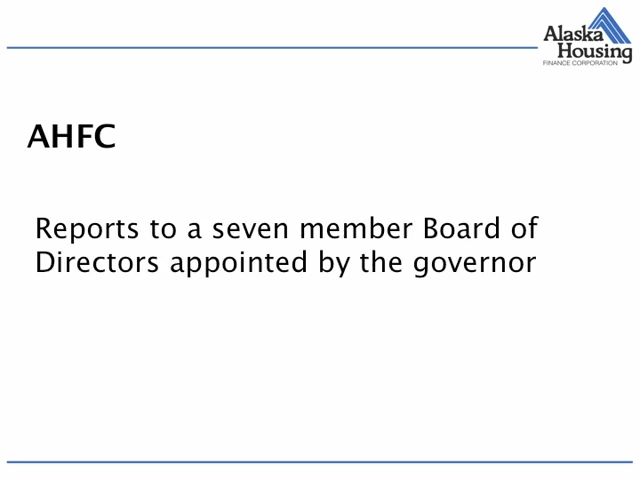 Alaska
Housing
FINANCE CORPORATION
AHFC
Reports to a seven member Board of
Directors appointed by the governor